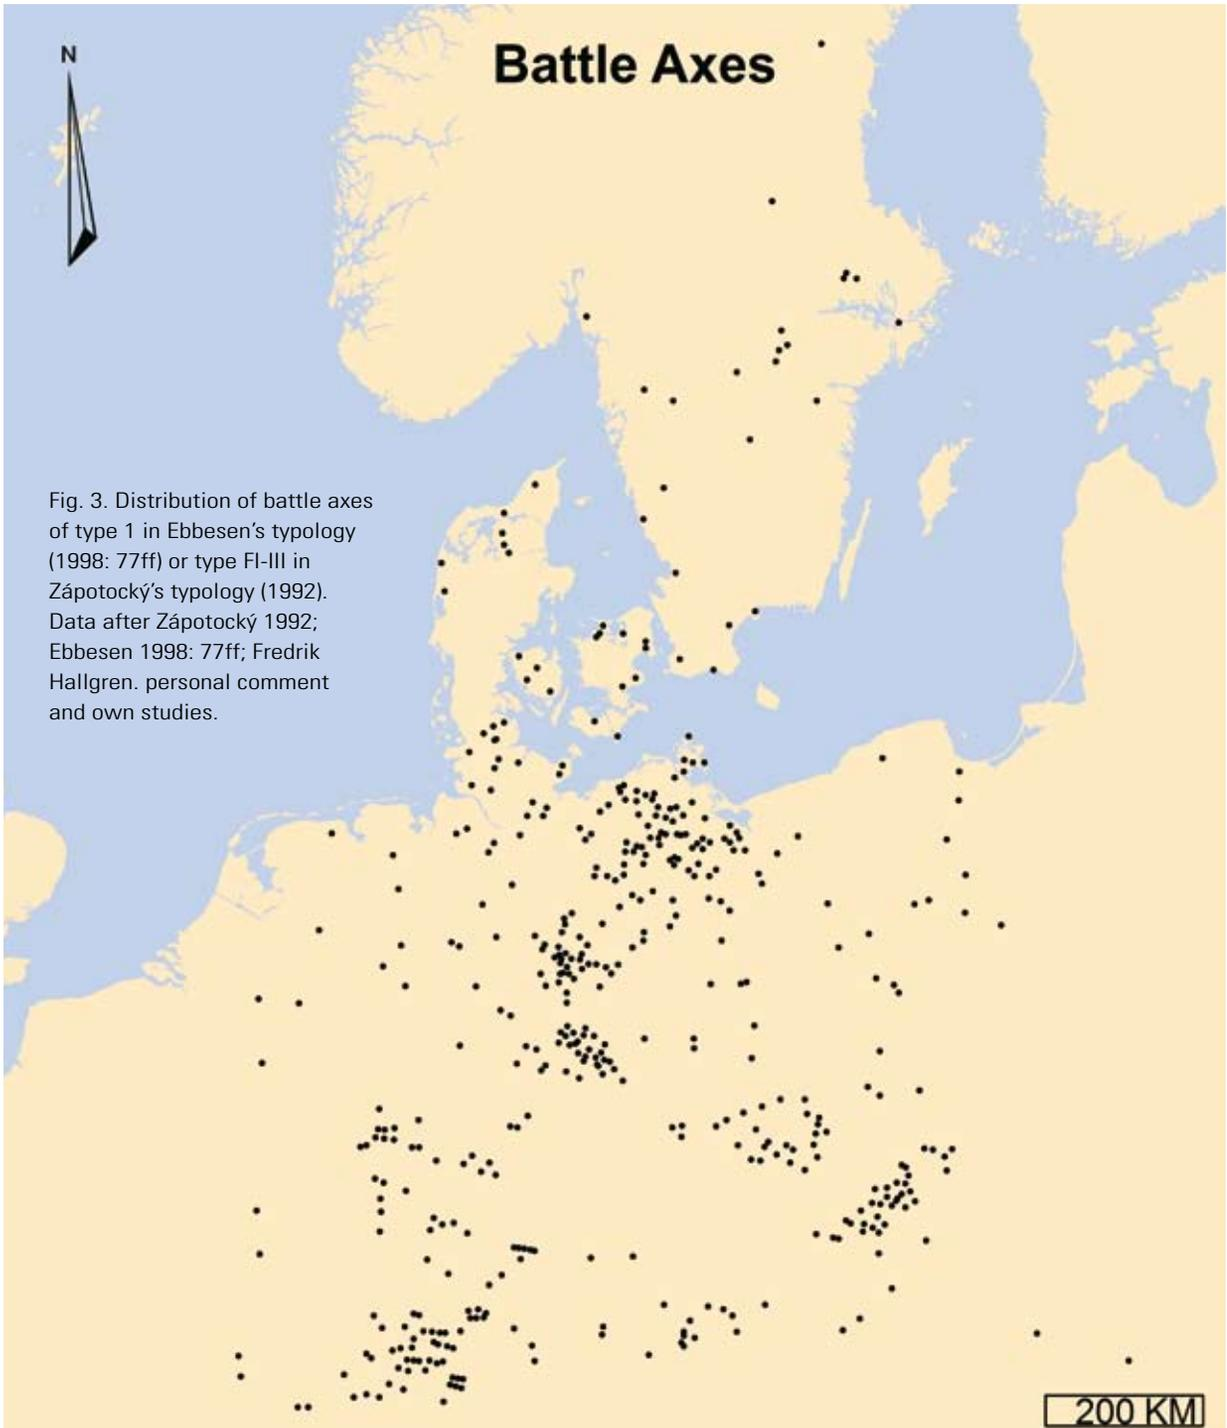 Battle Axes
N
Fig. 3. Distribution of battle axes
of type 1 in Ebbesen’s typology
(1998: 77ff) or type FI-III in
Zápotocký’s typology (1992).
Data after Zápotocký 1992;
Ebbesen 1998: 77ff; Fredrik
Hallgren. personal comment
and own studies.
200 KM